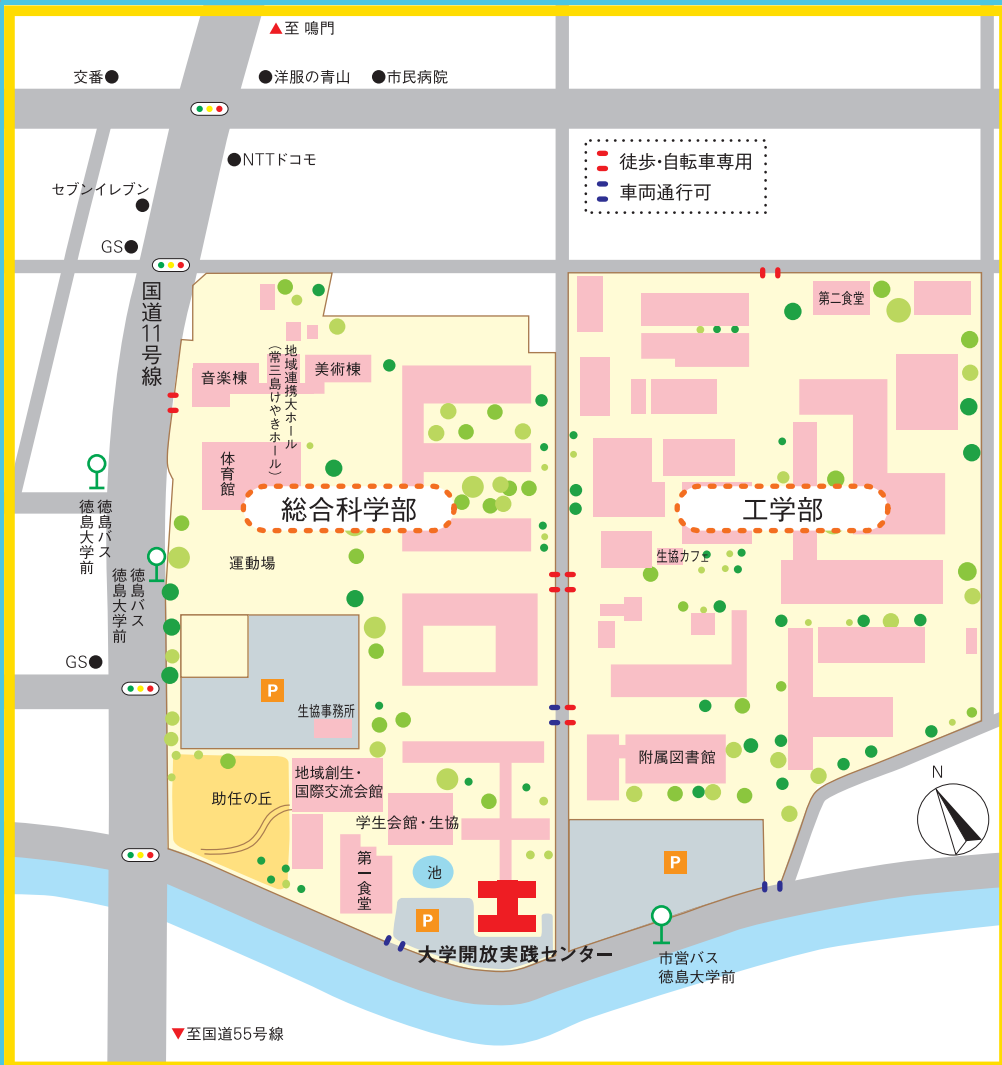 ▲至 鳴門
交番●
●洋服の青山
●市民病院
●NTTドコモ
徒歩・自転車専用
車両通行可
セブンイレブン
GS●
国道11号線
第二食堂
音楽棟
地域連携大ホール
(常三島けやきホール)
美術棟
体育館
総合科学部
工学部
徳島バス
徳島大学前
生協カフェ
運動場
徳島バス
徳島大学前
GS●
P
生協事務所
附属図書館
地域創生・
国際交流会館
助任の丘
N
学生会館・生協
第一食堂
池
P
P
大学開放実践センター
市営バス
徳島大学前
▼至国道55号線